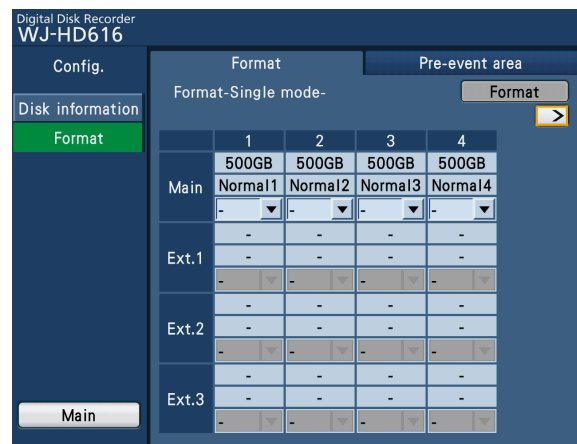 Digital Disk Recorder
WJ-HD616
Config.
Disk information
Format
Main
Format
Pre-event area
Format-Single mode-
Format
>
1 2 3 4
Main
500GB 500GB 500GB 500GB
Normal1 Normal2 Normal3 Normal4
- - - -
Ext.1
- - - -
- - - -
- - - -
Ext.2
- - - -
- - - -
- - - -
Ext.3
- - - -
- - - -
- - - -